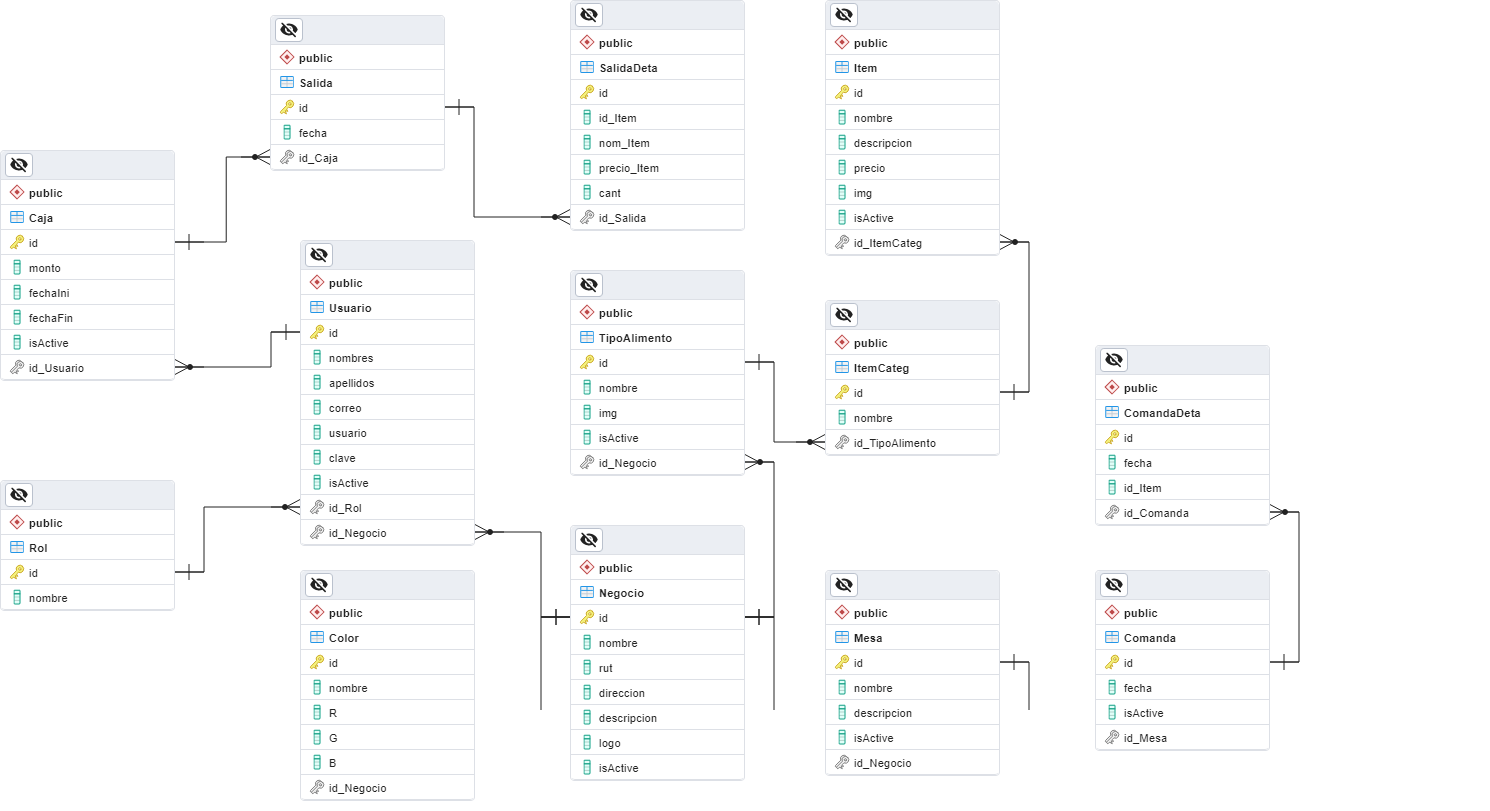 public
Salida
id
fecha
id_Caja
public
SalidaDeta
id
id_Item
nom_Item
precio_Item
cant
id_Salida
public
Item
id
nombre
descripcion
precio
img
isActive
id_ItemCateg
public
Caja
id
monto
fechaIni
fechaFin
isActive
id_Usuario
public
Usuario
id
nombres
apellidos
correo
usuario
clave
isActive
id_Rol
id_Negocio
public
TipoAlimento
id
nombre
img
isActive
id_Negocio
public
ItemCateg
id
nombre
id_TipoAlimento
public
ComandaDeta
id
fecha
id_Item
id_Comanda
public
Rol
id
nombre
public
Color
id
nombre
R
G
B
id_Negocio
public
Negocio
id
nombre
rut
direccion
descripcion
logo
isActive
public
Mesa
id
nombre
descripcion
isActive
id_Negocio
public
Comanda
id
fecha
isActive
id_Mesa